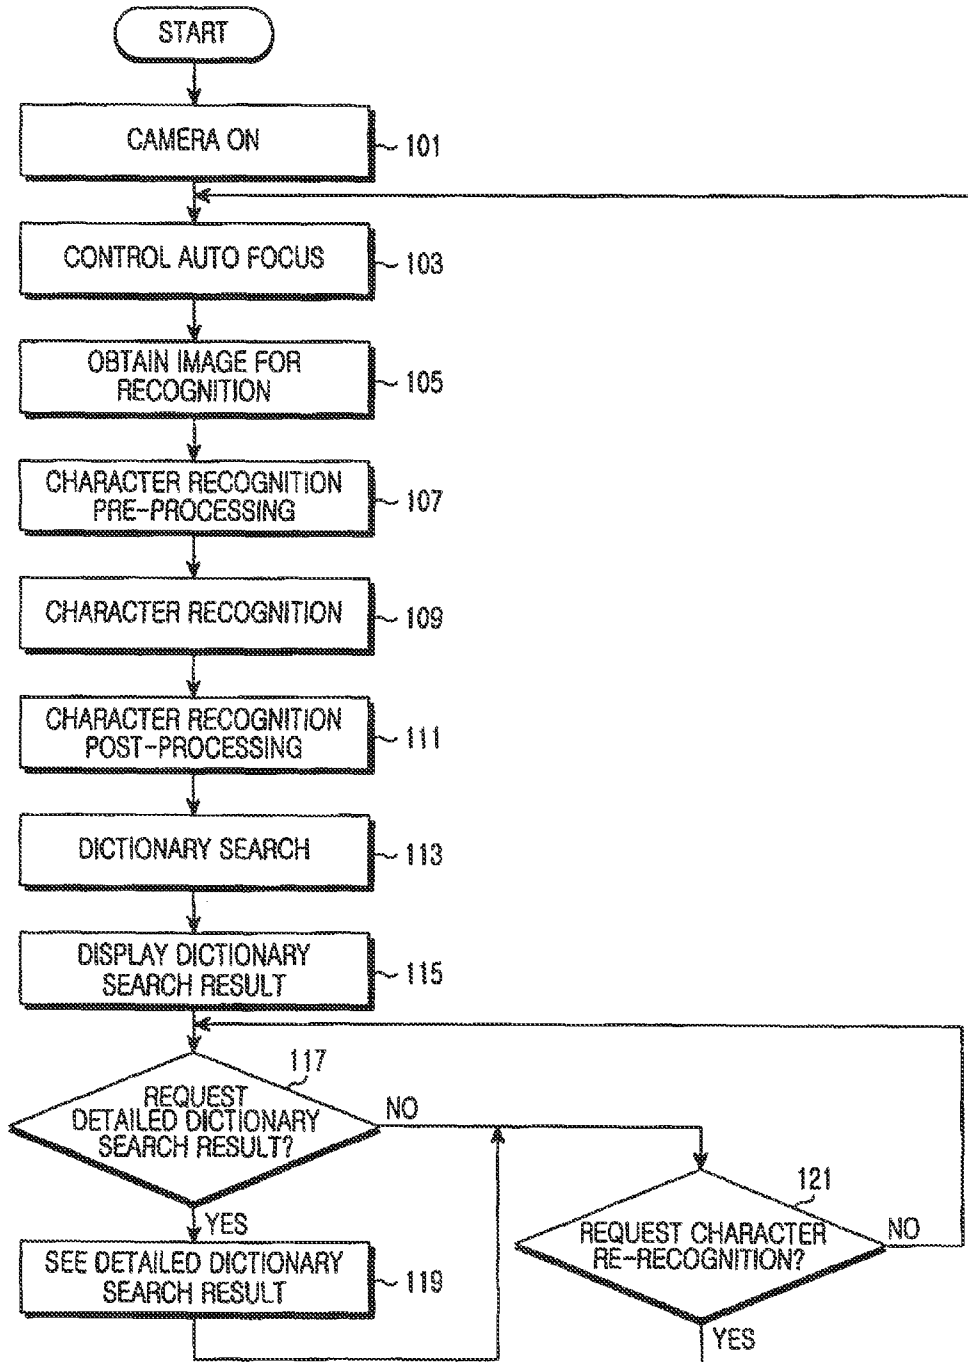 START
CAMERA ON
101
CONTROL AUTO FOCUS
103
OBTAIN IMAGE FOR
RECOGNITION
105
CHARACTER RECOGNITION
PRE-PROCESSING
107
CHARACTER RECOGNITION
109
CHARACTER RECOGNITION
POST-PROCESSING
111
DICTIONARY SEARCH
113
DISPLAY DICTIONARY
SEARCH RESULT
115
117
REQUEST
DETAILED DICTIONARY
SEARCH RESULT?
NO
YES
SEE DETAILED DICTIONARY
SEARCH RESULT
119
121
REQUEST CHARACTER
RE-RECOGNITION?
NO
YES